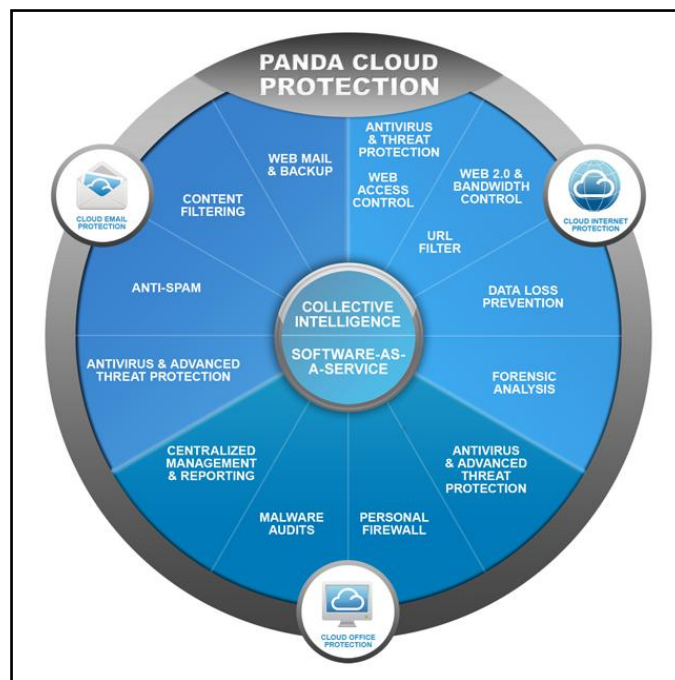 PANDA CLOUD
PROTECTION
ANTIVIRUS
& THREAT
PROTECTION
WEB MAIL
& BACKUP
WEB
ACCESS
CONTROL
WEB 2.0 &
BANDWIDTH
CONTROL
CLOUD EMAIL
PROTECTION
CONTENT
FILTERING
CLOUD INTERNET
PROTECTION
URL
FILTER
ANTI-SPAM
DATA LOSS
PREVENTION
COLLECTIVE
INTELLIGENCE
SOFTWARE-AS-
A-SERVICE
ANTIVIRUS & ADVANCED
THREAT PROTECTION
FORENSIC
ANALYSIS
CENTRALIZED
MANAGEMENT
& REPORTING
ANTIVIRUS
& ADVANCED
THREAT
PROTECTION
MALWARE
AUDITS
PERSONAL
FIREWALL
CLOUD OFFICE
PROTECTION